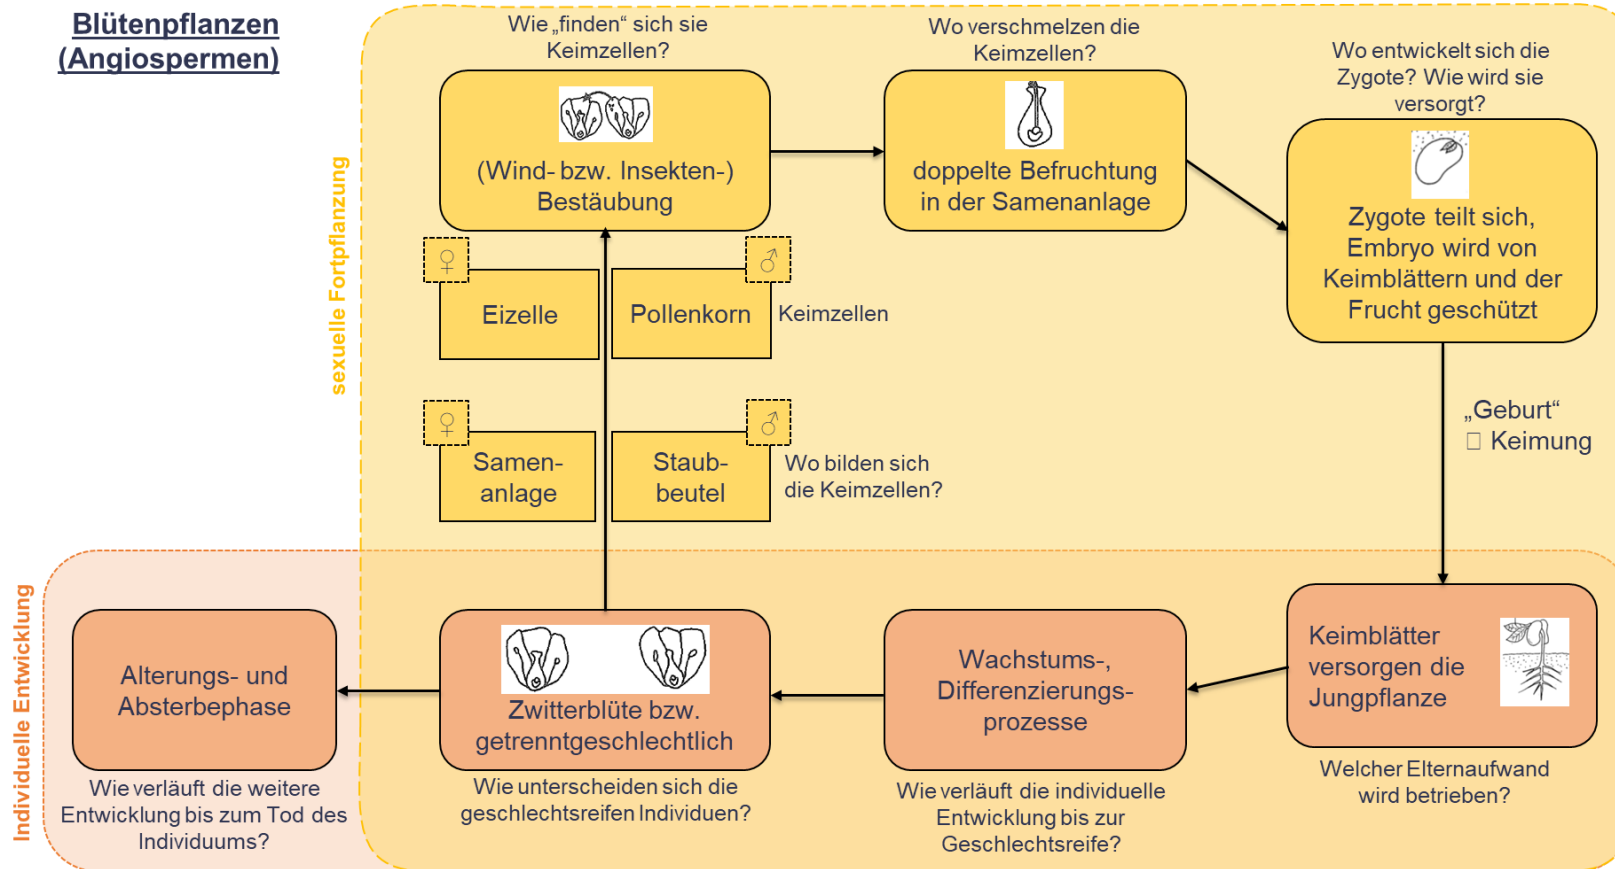 Blütenpflanzen
(Angiospermen)
Wie „finden“ sich sie
Keimzellen?
(Wind- bzw. Insekten-)
Bestäubung
Wo verschmelzen die
Keimzellen?
doppelte Befruchtung
in der Samenanlage
Wo entwickelt sich die
Zygote? Wie wird sie
versorgt?
Zygote teilt sich,
Embryo wird von
Keimblättern und der
Frucht geschützt
sexuelle Fortpflanzung
♀
Eizelle
♂
Pollenkorn
Keimzellen
♀
Samen-
anlage
♂
Staub-
beutel
Wo bilden sich
die Keimzellen?
„Geburt“
□ Keimung
Individuelle Entwicklung
Alterungs- und
Absterbephase
Wie verläuft die weitere
Entwicklung bis zum Tod des
Individuums?
Zwitterblüte bzw.
getrenntgeschlechtlich
Wie unterscheiden sich die
geschlechtsreifen Individuen?
Wachstums-,
Differenzierungs-
prozesse
Wie verläuft die individuelle
Entwicklung bis zur
Geschlechtsreife?
Keimblätter
versorgen die
Jungpflanze
Welcher Elternaufwand
wird betrieben?